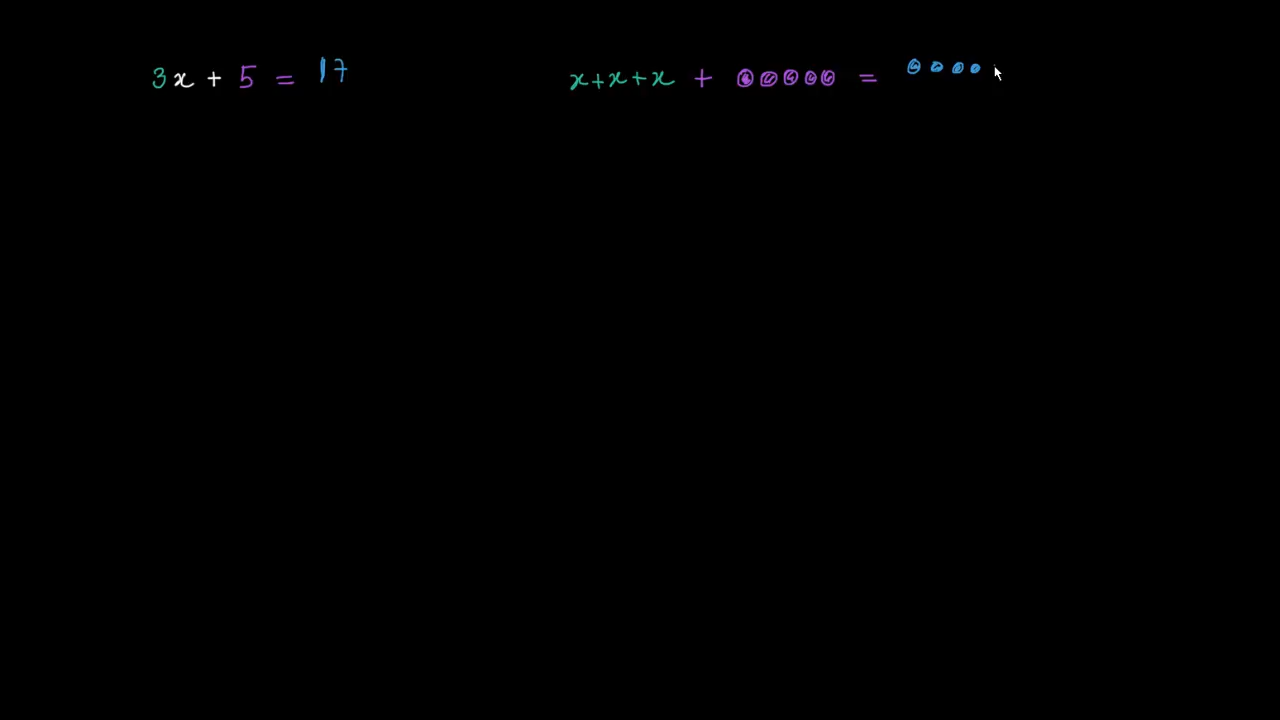 3x + 5 = 17
x+x+x + =